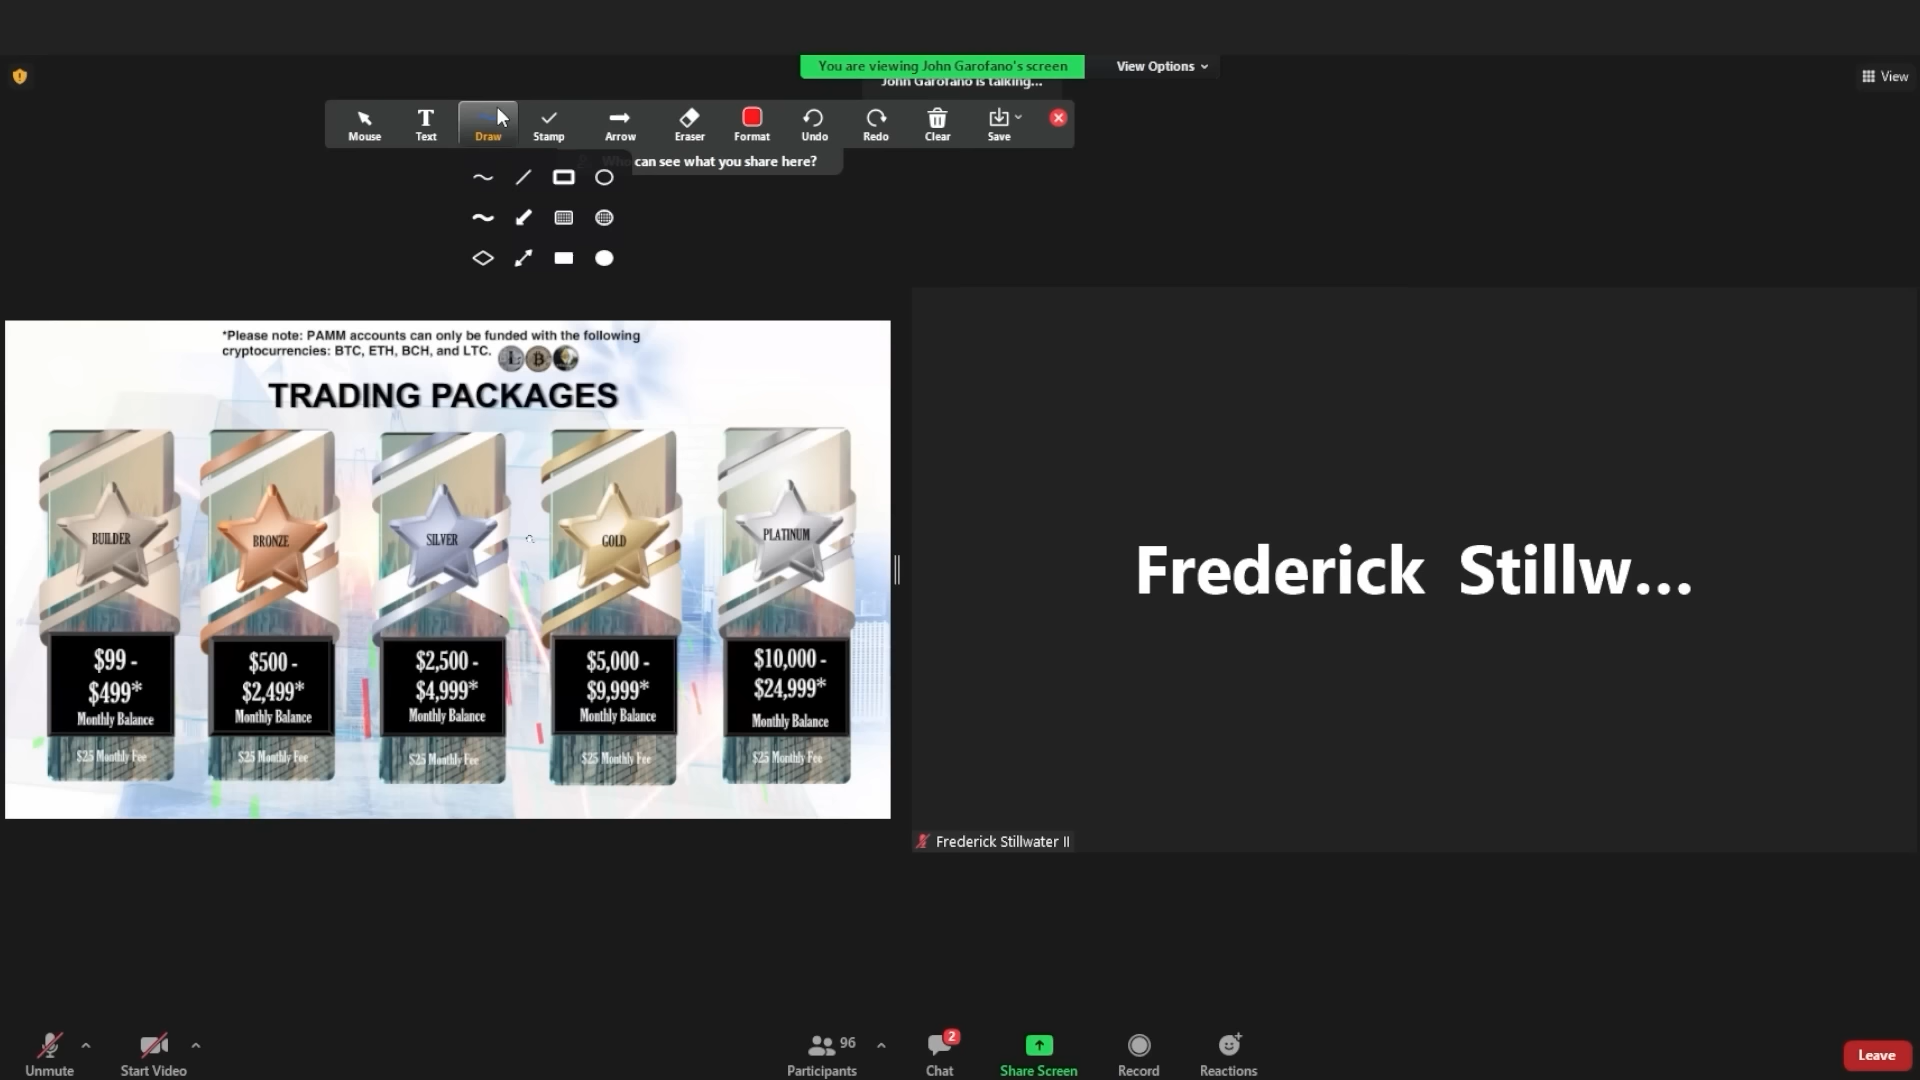 You are viewing John Garofano's screen
View Options
John Garofano is talking...
View
Mouse
Text
Draw
Stamp
Arrow
Eraser
Format
Undo
Redo
Clear
Save
Who can see what you share here?
*Please note: PAMM accounts can only be funded with the following
cryptocurrencies: BTC, ETH, BCH, and LTC.
TRADING PACKAGES
BUILDER
BRONZE
SILVER
GOLD
PLATINUM
$99 -
$499*
Monthly Balance
$25 Monthly Fee
$500 -
$2,499*
Monthly Balance
$25 Monthly Fee
$2,500 -
$4,999*
Monthly Balance
$25 Monthly Fee
$5,000 -
$9,999*
Monthly Balance
$25 Monthly Fee
$10,000 -
$24,999*
Monthly Balance
$25 Monthly Fee
Frederick Stillw...
Frederick Stillwater II
Unmute
Start Video
96
Participants
2
Chat
Share Screen
Record
Reactions
Leave